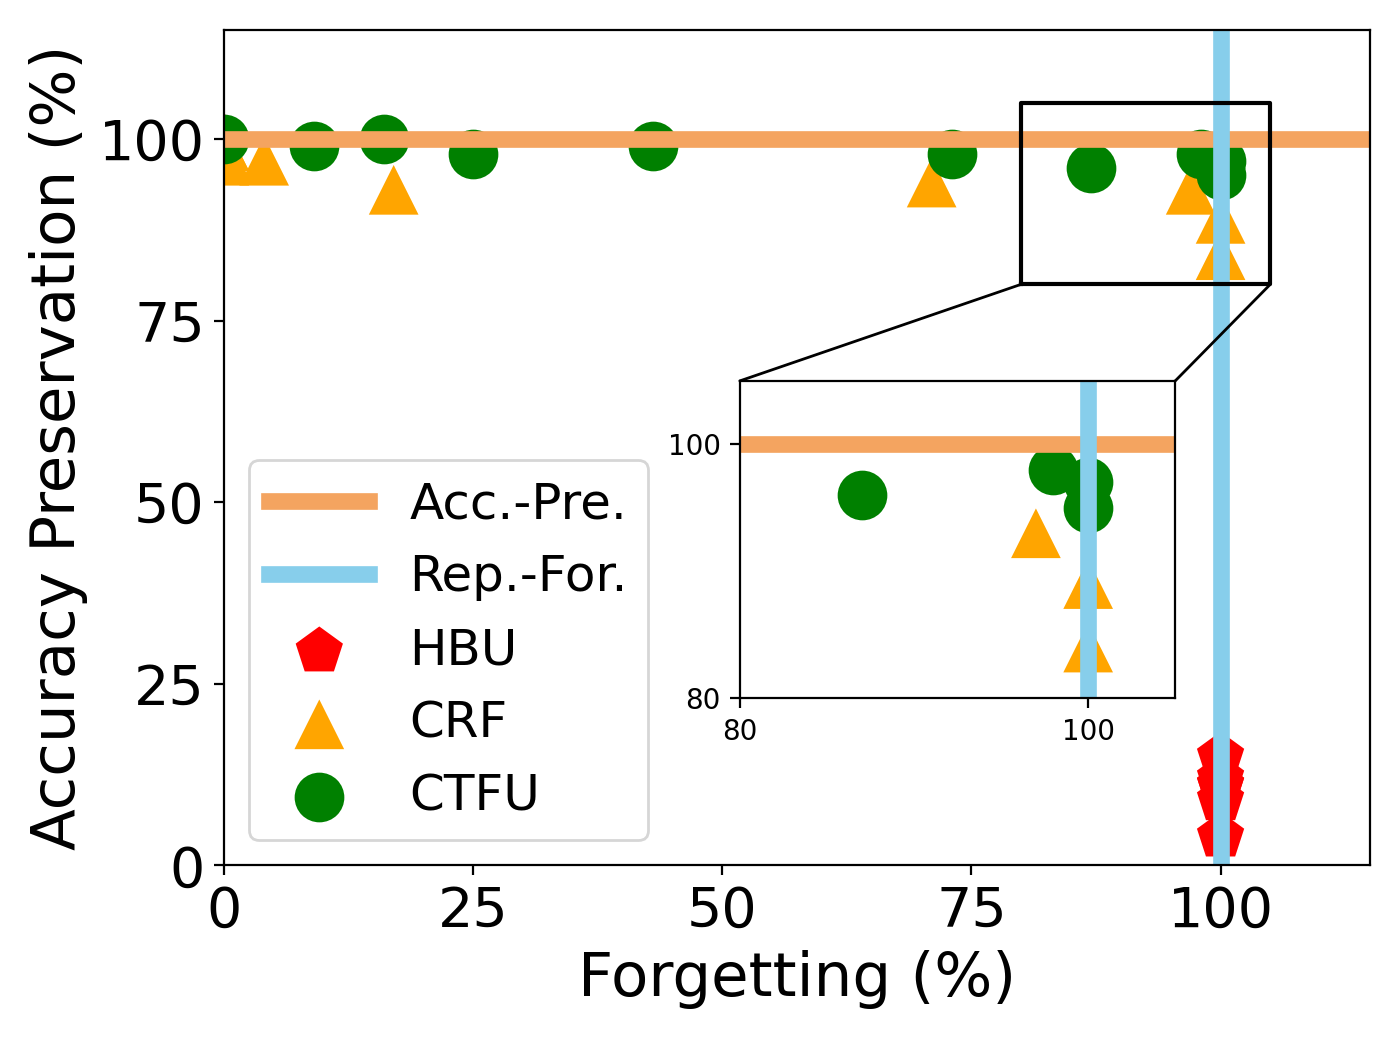 Accuracy Preservation (%)
100
75
50
25
0
0 25 50 75 100
Forgetting (%)
Acc.-Pre.
Rep.-For.
HBU
CRF
CTFU
100
80
80 100